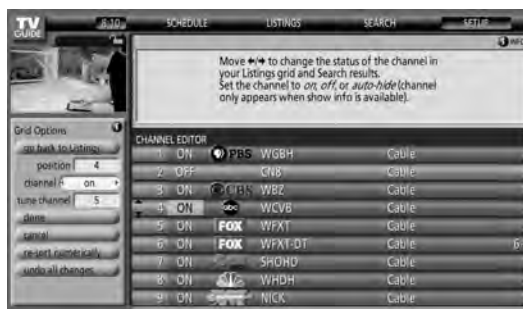 TV
GUIDE
8:10
SCHEDULE
LISTINGS
SEARCH
SETUP
INFO
Move ←/→ to change the status of the channel in
your Listings grid and Search results.
Set the channel to on, off, or auto-hide (channel
only appears when show info is available).
Grid Options
go back to Listings
position 4
channel on
tune channel 5
done
cancel
re-sort numerically
undo all changes
CHANNEL EDITOR
1 ON PBS WGBH Cable
2 OFF CN8 Cable
3 ON CBS WBZ Cable
4 ON abc WCVB Cable
5 ON FOX WFXT Cable
6 ON FOX WFXT-DT Cable 6
7 ON SHOHD Cable
8 ON WHDH Cable
9 ON NICK Cable